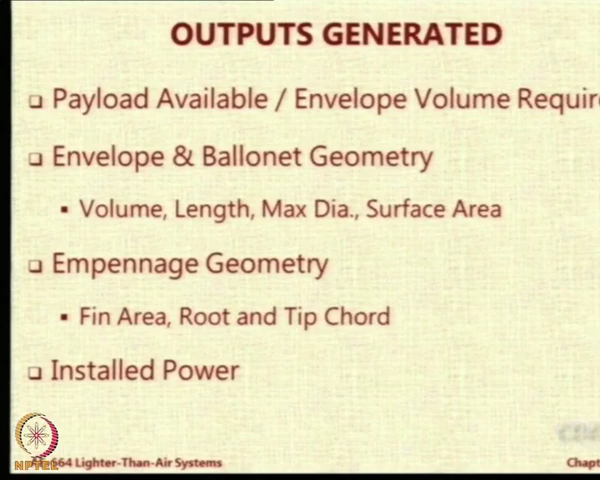 OUTPUTS GENERATED
Payload Available / Envelope Volume Requir
Envelope & Ballonet Geometry
Volume, Length, Max Dia., Surface Area
Empennage Geometry
Fin Area, Root and Tip Chord
Installed Power
NPTEL
664 Lighter-Than-Air Systems
Chapt